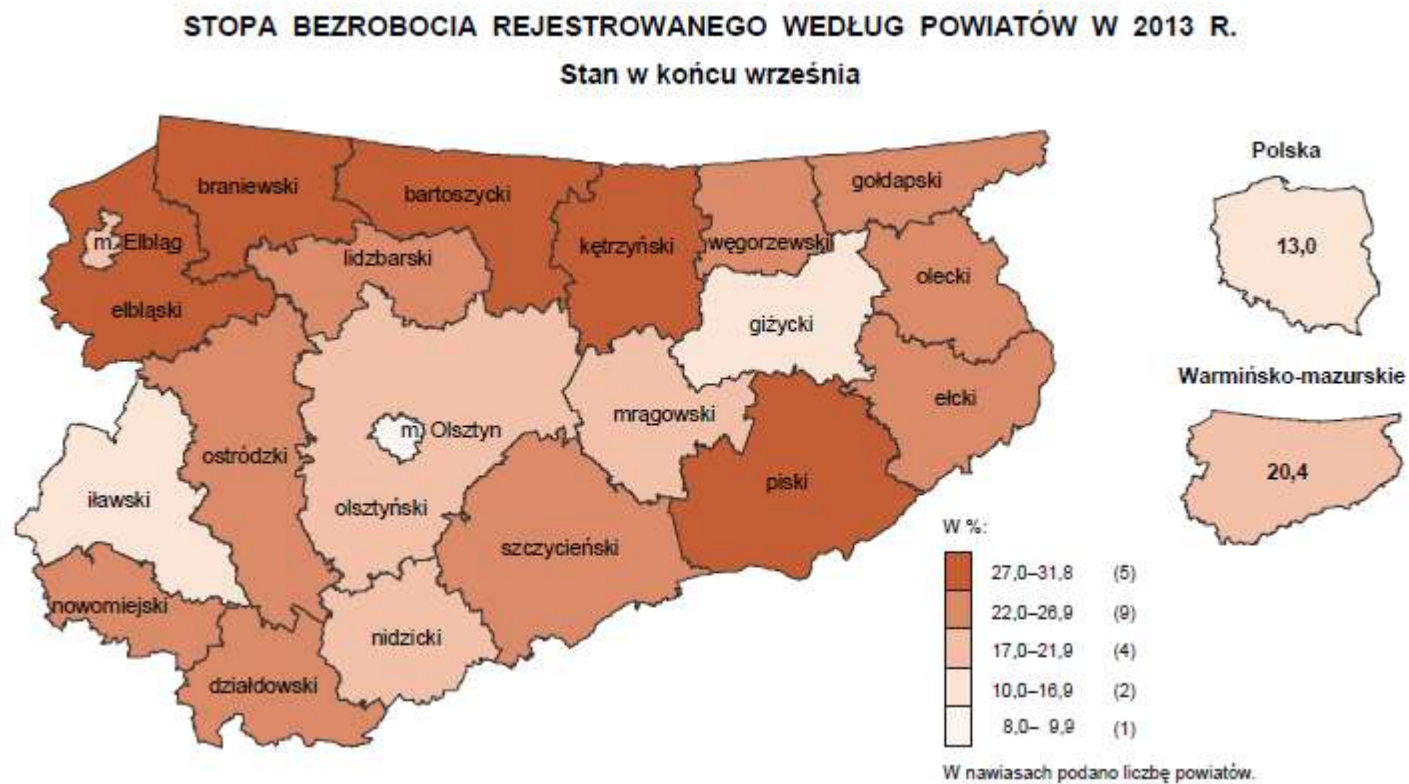 STOPA BEZROBOCIA REJESTROWANEGO WEDŁUG POWIATÓW W 2013 R.
Stan w końcu września
Polska
13,0
Warmińsko-mazurskie
20,4
braniewski
bartoszycki
gołdapski
m. Elbląg
lidzbarski
kętrzyński
węgorzewski
olecki
elbląski
giżycki
ełcki
mrągowski
m. Olsztyn
ostródzki
piski
iławski
olsztyński
szczycieński
nowomiejski
nidzicki
działdowski
W %:
27,0–31,8 (5)
22,0–26,9 (9)
17,0–21,9 (4)
10,0–16,9 (2)
8,0– 9,9 (1)
W nawiasach podano liczbę powiatów.